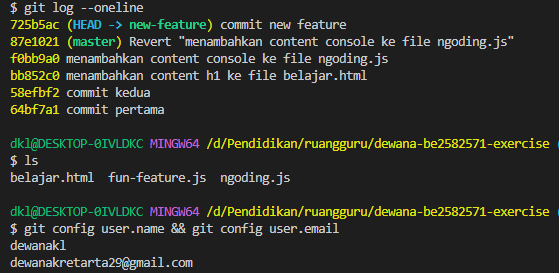 $ git log --oneline
725b5ac (HEAD -> new-feature) commit new feature
87e1021 (master) Revert "menambahkan content console ke file ngoding.js"
f0bb9a0 menambahkan content console ke file ngoding.js
bb852c0 menambahkan content h1 ke file belajar.html
58efbf2 commit kedua
64bf7a1 commit pertama
dkl@DESKTOP-0IVLDKC MINGW64 /d/Pendidikan/ruangguru/dewana-be2582571-exercise (
$ ls
belajar.html  fun-feature.js  ngoding.js
dkl@DESKTOP-0IVLDKC MINGW64 /d/Pendidikan/ruangguru/dewana-be2582571-exercise (
$ git config user.name && git config user.email
dewanakl
dewanakretarta29@gmail.com